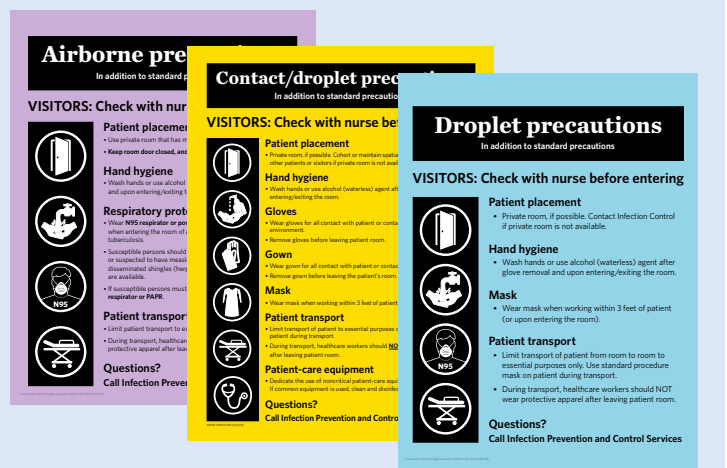 Airborne pre
In addition to standard p
VISITORS: Check with nur
Patient placemen
• Use private room that has m
• Keep room door closed, and
Hand hygiene
• Wash hands or use alcohol
and upon entering/exiting t
Respiratory prote
• Wear N95 respirator or pow
when entering the room of a
tuberculosis.
• Susceptible persons should
or suspected to have measl
disseminated shingles (herp
are available.
• If susceptible persons must
respirator or PAPR.
N95
Patient transport
• Limit patient transport to es
• During transport, healthcare
protective apparel after leav
Questions?
Call Infection Preven
Contact/droplet prec
In addition to standard precautio
VISITORS: Check with nurse bef
Patient placement
• Private room, if possible. Cohort or maintain spatia
other patients or visitors if private room is not avail
Hand hygiene
• Wash hands or use alcohol (waterless) agent aft
entering/exiting the room.
Gloves
• Wear gloves for all contact with patient or conta
environment.
• Remove gloves before leaving patient room.
Gown
• Wear gown for all contact with patient or contam
• Remove gown before leaving the patient's room.
Mask
• Wear mask when working within 3 feet of patient
Patient transport
• Limit transport of patient to essential purposes o
patient during transport.
• During transport, healthcare workers should NO
after leaving patient room.
Patient-care equipment
• Dedicate the use of noncritical patient-care equi
If common equipment is used, clean and disinfec
Questions?
Call Infection Prevention and Contro
Droplet precautions
In addition to standard precautions
VISITORS: Check with nurse before entering
Patient placement
• Private room, if possible. Contact Infection Control
if private room is not available.
Hand hygiene
• Wash hands or use alcohol (waterless) agent after
glove removal and upon entering/exiting the room.
Mask
• Wear mask when working within 3 feet of patient
(or upon entering the room).
N95
Patient transport
• Limit transport of patient from room to room to
essential purposes only. Use standard procedure
mask on patient during transport.
• During transport, healthcare workers should NOT
wear protective apparel after leaving patient room.
Questions?
Call Infection Prevention and Control Services